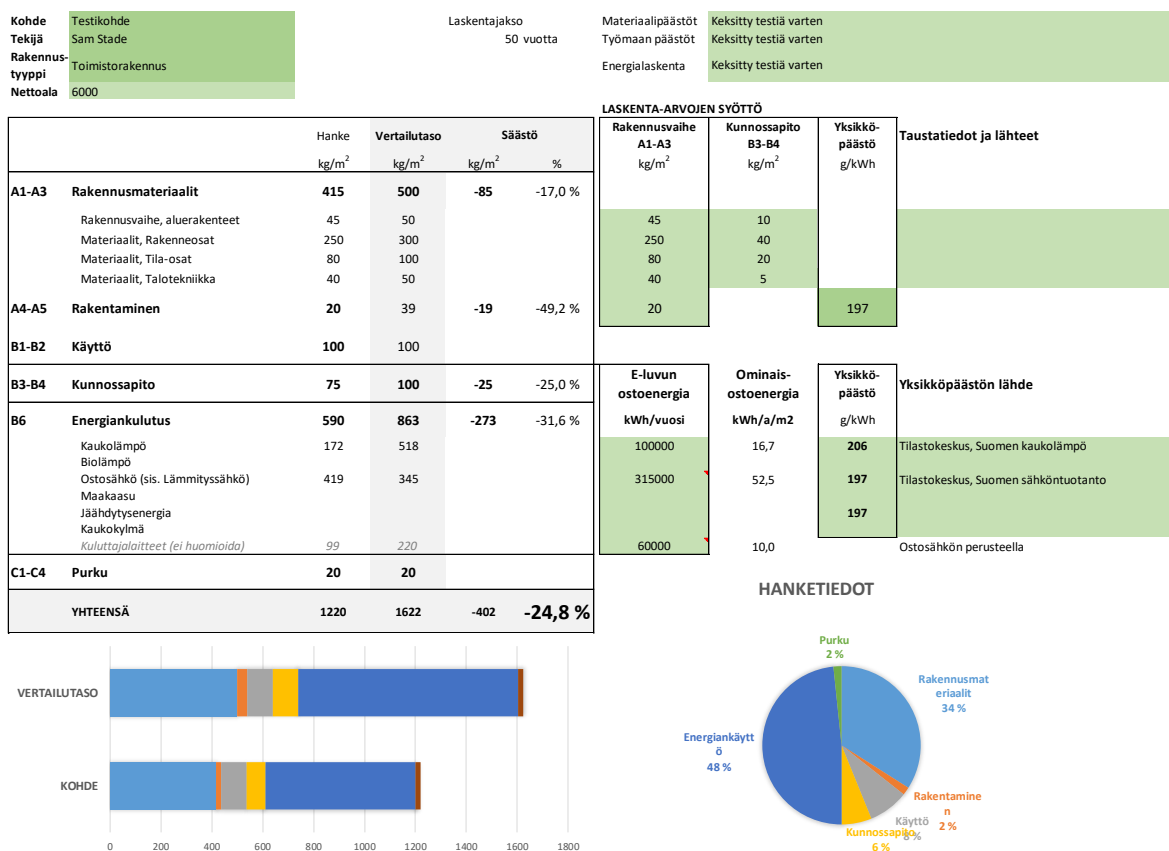 Kohde Testikohde Laskentajakso Materiaalipäästöt Keksitty testiä varten
Tekijä Sam Stade 50 vuotta Työmaan päästöt Keksitty testiä varten
Rakennus-
tyyppi Toimistorakennus Energialaskenta Keksitty testiä varten
Nettoala 6000
LASKENTA-ARVOJEN SYÖTTÖ
Hanke Vertailutaso Säästö Rakennusvaihe Kunnossapito Yksikkö- Taustatiedot ja lähteet
A1-A3 B3-B4 päästö
kg/m² kg/m² kg/m² % kg/m² kg/m² g/kWh
A1-A3 Rakennusmateriaalit 415 500 -85 -17,0 %
Rakennusvaihe, aluerakenteet 45 50 45 10
Materiaalit, Rakenneosat 250 300 250 40
Materiaalit, Tila-osat 80 100 80 20
Materiaalit, Talotekniikka 40 50 40 5
A4-A5 Rakentaminen 20 39 -19 -49,2 % 20 197
B1-B2 Käyttö 100 100
E-luvun Ominais- Yksikkö-
B3-B4 Kunnossapito 75 100 -25 -25,0 % ostoenergia ostoenergia päästö Yksikköpäästön lähde
B6 Energiankulutus 590 863 -273 -31,6 % kWh/vuosi kWh/a/m2 g/kWh
Kaukolämpö 172 518 100000 16,7 206 Tilastokeskus, Suomen kaukolämpö
Biolämpö
Ostosähkö (sis. Lämmityssähkö) 419 345 315000 52,5 197 Tilastokeskus, Suomen sähköntuotanto
Maakaasu
Jäähdytysenergia 197
Kaukokylmä
Kuluttajalaitteet (ei huomioida) 99 220 60000 10,0 Ostosähkön perusteella
C1-C4 Purku 20 20
YHTEENSÄ 1220 1622 -402 -24,8 %
HANKETIEDOT
VERTAILUTASO
KOHDE
0 200 400 600 800 1000 1200 1400 1600 1800
Purku
2 %
Rakennusmat
eriaalit
34 %
Energiankäytt
ö
48 %
Rakentamine
n
2 %
Käyttö
8 %
Kunnossapito
6 %